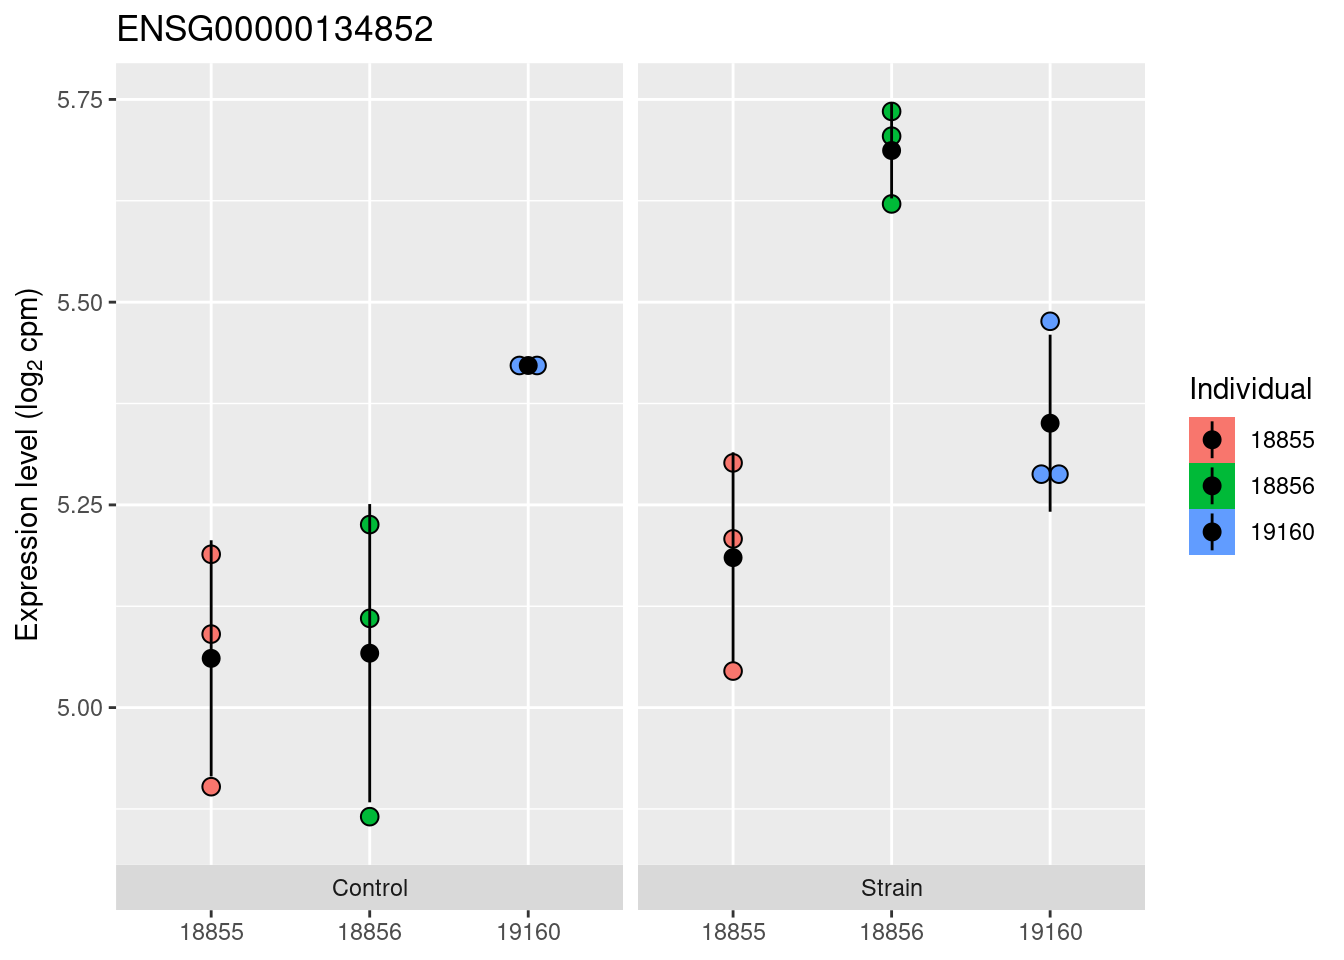 ENSG00000134852
Expression level (log₂ cpm)
5.75
5.50
5.25
5.00
Control
Strain
18855
18856
19160
18855
18856
19160
Individual
18855
18856
19160